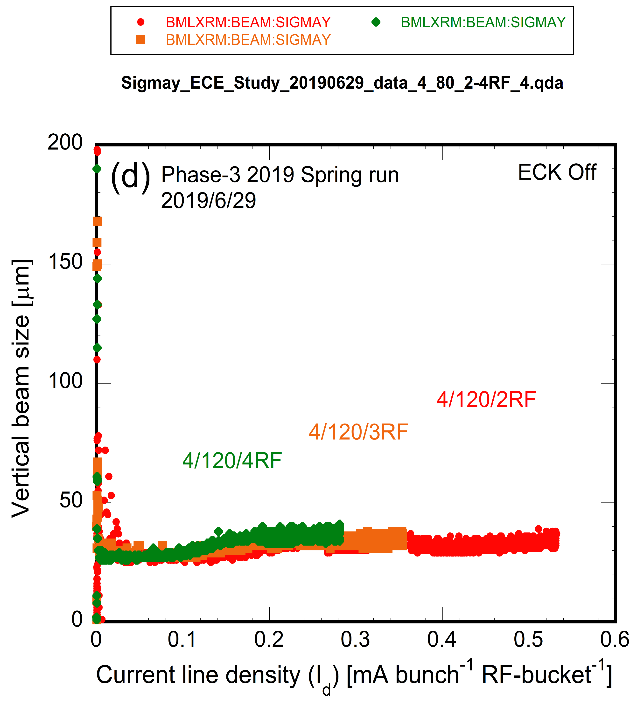 BMLXRM:BEAM:SIGMAY BMLXRM:BEAM:SIGMAY
BMLXRM:BEAM:SIGMAY
Sigmay_ECE_Study_20190629_data_4_80_2-4RF_4.qda
(d) Phase-3 2019 Spring run ECK Off
2019/6/29
200
150
100
50
0
Vertical beam size [μm]
4/120/2RF
4/120/3RF
4/120/4RF
0 0.1 0.2 0.3 0.4 0.5 0.6
Current line density (I_d) [mA bunch⁻¹ RF-bucket⁻¹]